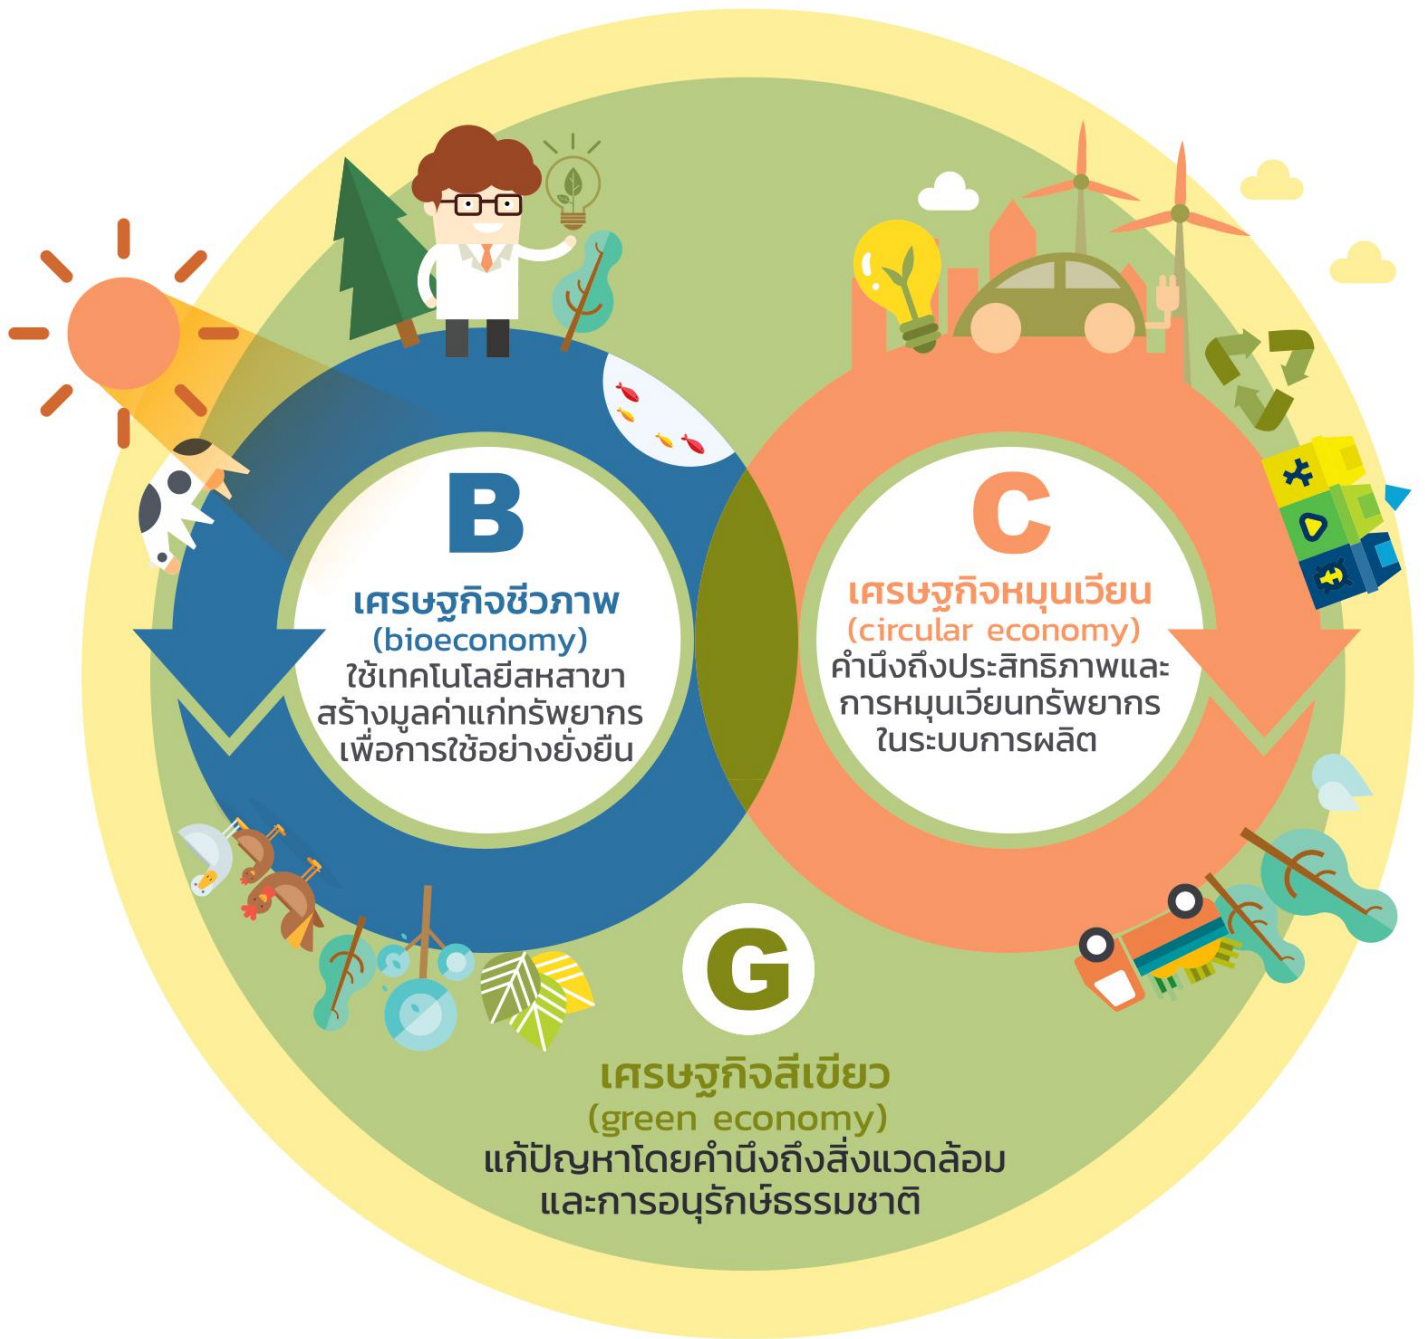 B
เศรษฐกิจชีวภาพ
(bioeconomy)
ใช้เทคโนโลยีสหสาขา
สร้างมูลค่าแก่ทรัพยากร
เพื่อการใช้อย่างยั่งยืน
C
เศรษฐกิจหมุนเวียน
(circular economy)
คำนึงถึงประสิทธิภาพและ
การหมุนเวียนทรัพยากร
ในระบบการผลิต
G
เศรษฐกิจสีเขียว
(green economy)
แก้ปัญหาโดยคำนึงถึงสิ่งแวดล้อม
และการอนุรักษ์ธรรมชาติ